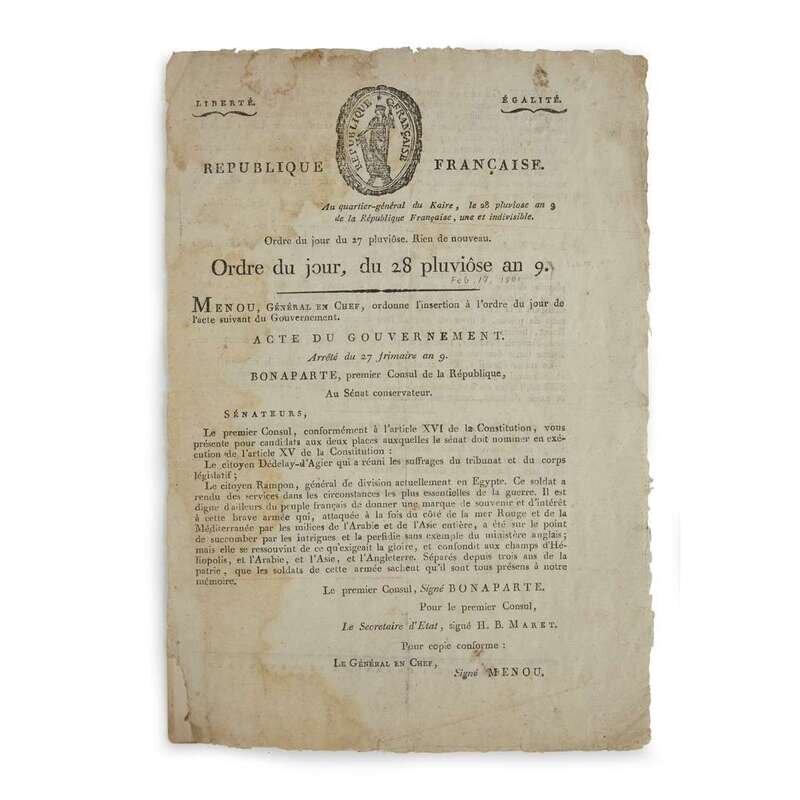 LIBERTÉ.
ÉGALITÉ.
REPUBLIQUE FRANÇAISE
REPUBLIQUE FRANÇAISE.
Au quartier-général du Kaire, le 28 pluviose an 9
de la République Française, une et indivisible.
Ordre du jour du 27 pluviôse. Rien de nouveau.
Ordre du jour, du 28 pluviôse an 9.
Feb. 17, 1801
MENOU, GÉNÉRAL EN CHEF, ordonne l'insertion à l'ordre du jour de
l'acte suivant du Gouvernement.
ACTE DU GOUVERNEMENT.
Arrêté du 27 frimaire an 9.
BONAPARTE, premier Consul de la République,
Au Sénat conservateur.
SÉNATEURS,
Le premier Consul, conformément à l'article XVI de la Constitution, vous
présente pour candidats aux deux places auxquelles le sénat doit nommer en exé-
cution de l'article XV de la Constitution :
Le citoyen Dédelay-d'Agier qui a réuni les suffrages du tribunat et du corps
législatif ;
Le citoyen Rampon, général de division actuellement en Egypte. Ce soldat a
rendu des services dans les circonstances les plus essentielles de la guerre. Il est
digne d'ailleurs du peuple français de donner une marque de souvenir et d'intérêt
à cette brave armée qui, attaquée à la fois du côté de la mer Rouge et de la
Méditerranée par les milices de l'Arabie et de l'Asie entière, a été sur le point
de succomber par les intrigues et la perfidie sans exemple du ministère anglais ;
mais elle se ressouvint de ce qu'exigeait la gloire, et confondit aux champs d'Hé-
liopolis, et l'Arabie, et l'Asie, et l'Angleterre. Séparés depuis trois ans de la
patrie, que les soldats de cette armée sachent qu'il sont tous présens à notre
mémoire.
Le premier Consul, Signé BONAPARTE.
Pour le premier Consul,
Le Secretaire d'Etat, signé H. B. MARET.
Pour copie conforme :
LE GÉNÉRAL EN CHEF,
Signé MENOU.